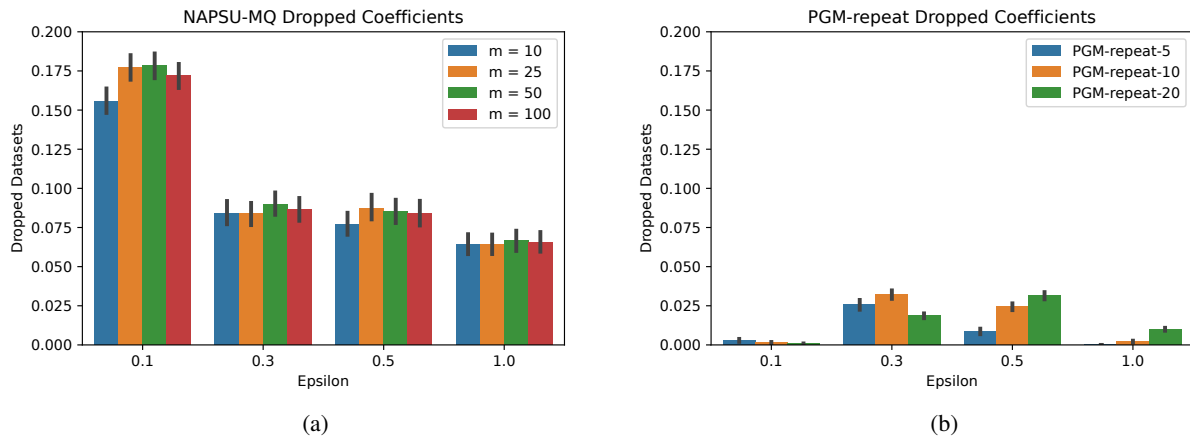 NAPSU-MQ Dropped Coefficients
0.200
0.175
0.150
0.125
0.100
0.075
0.050
0.025
0.000
Dropped Datasets
m = 10
m = 25
m = 50
m = 100
0.1 0.3 0.5 1.0
Epsilon
(a)
PGM-repeat Dropped Coefficients
0.200
0.175
0.150
0.125
0.100
0.075
0.050
0.025
0.000
Dropped Datasets
PGM-repeat-5
PGM-repeat-10
PGM-repeat-20
0.1 0.3 0.5 1.0
Epsilon
(b)